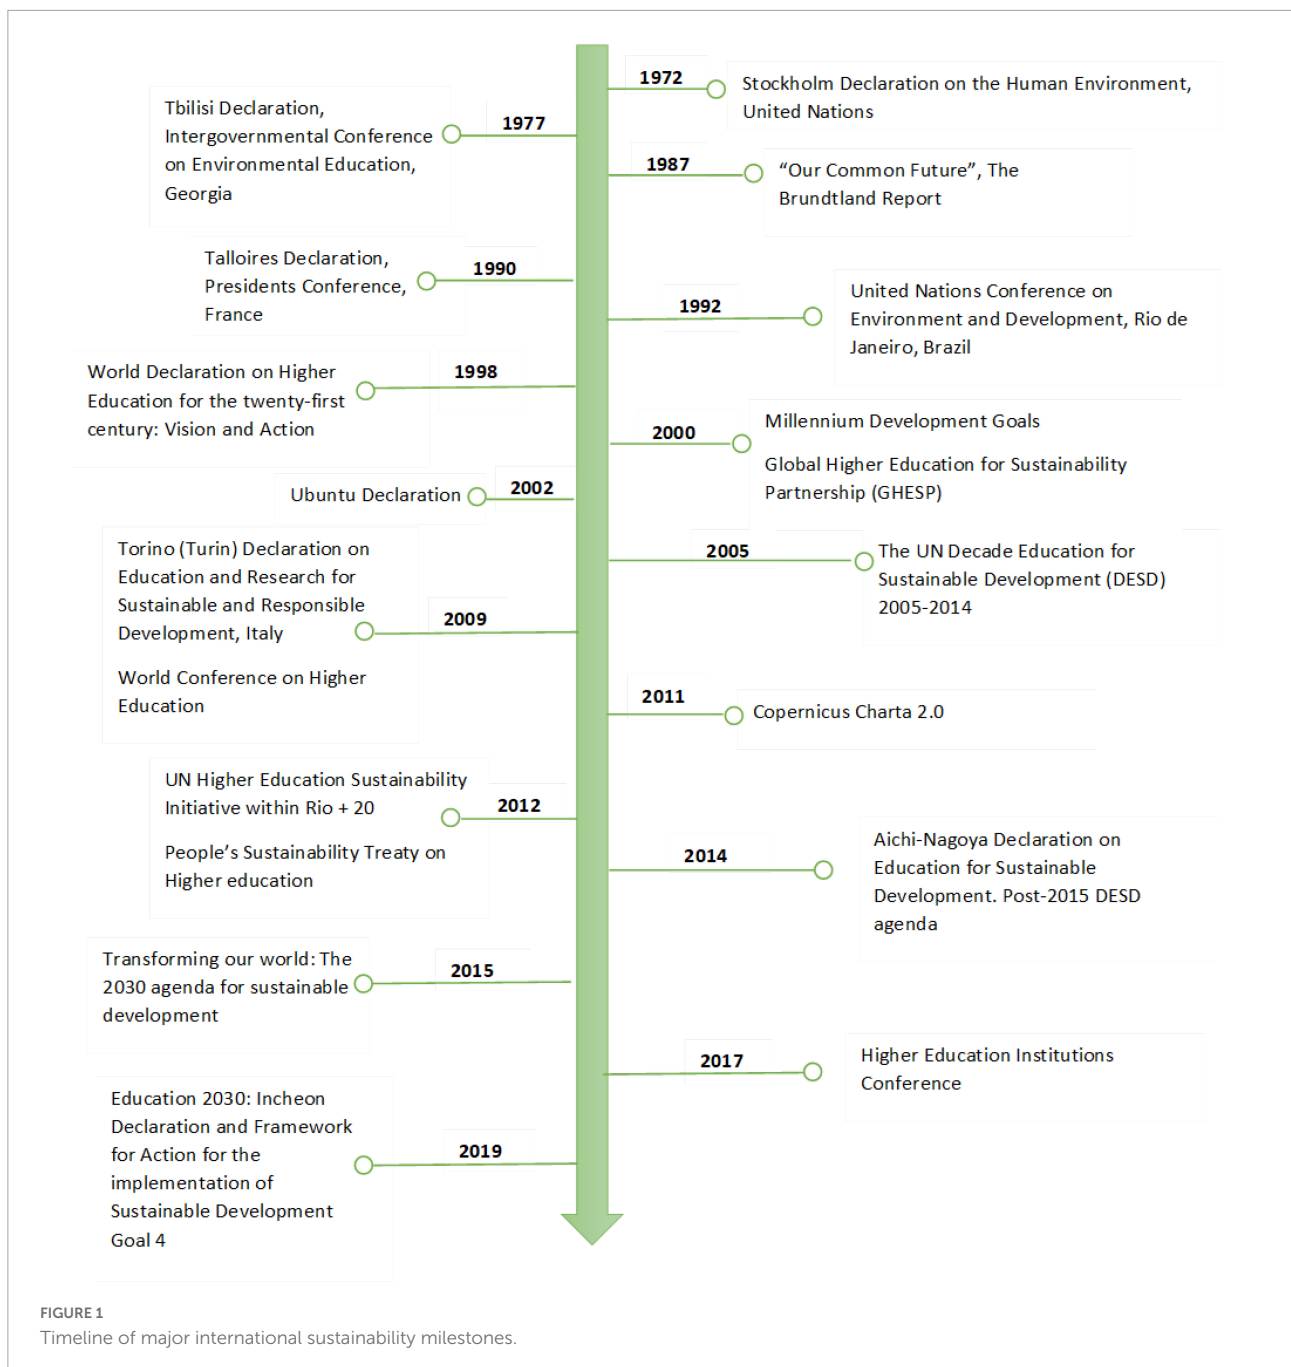 1972
Stockholm Declaration on the Human Environment,
United Nations
1977
Tbilisi Declaration,
Intergovernmental Conference
on Environmental Education,
Georgia
1987
“Our Common Future”, The
Brundtland Report
1990
Talloires Declaration,
Presidents Conference,
France
1992
United Nations Conference on
Environment and Development, Rio de
Janeiro, Brazil
1998
World Declaration on Higher
Education for the twenty-first
century: Vision and Action
2000
Millennium Development Goals
Global Higher Education for Sustainability
Partnership (GHESP)
2002
Ubuntu Declaration
2005
The UN Decade Education for
Sustainable Development (DESD)
2005-2014
2009
Torino (Turin) Declaration on
Education and Research for
Sustainable and Responsible
Development, Italy
World Conference on Higher
Education
2011
Copernicus Charta 2.0
2012
UN Higher Education Sustainability
Initiative within Rio + 20
People’s Sustainability Treaty on
Higher education
2014
Aichi-Nagoya Declaration on
Education for Sustainable
Development. Post-2015 DESD
agenda
2015
Transforming our world: The
2030 agenda for sustainable
development
2017
Higher Education Institutions
Conference
2019
Education 2030: Incheon
Declaration and Framework
for Action for the
implementation of
Sustainable Development
Goal 4
FIGURE 1
Timeline of major international sustainability milestones.